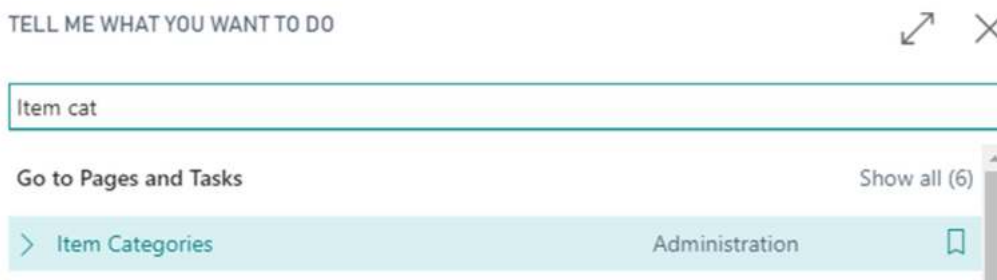 TELL ME WHAT YOU WANT TO DO
Item cat
Go to Pages and Tasks Show all (6)
Item Categories Administration